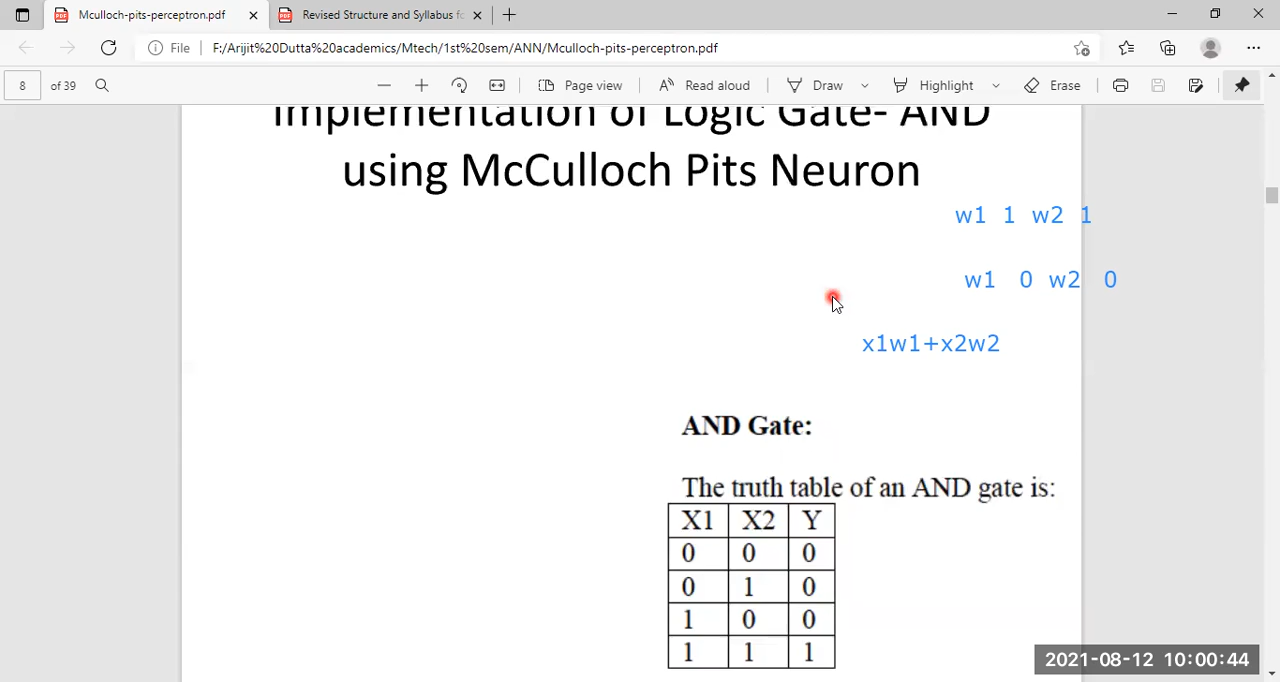 Mculloch-pits-perceptron.pdf
Revised Structure and Syllabus fo
File F:/Arijit%20Dutta%20academics/Mtech/1st%20sem/ANN/Mculloch-pits-perceptron.pdf
8 of 39 Page view Read aloud Draw Highlight Erase
Implementation of Logic Gate- AND
using McCulloch Pits Neuron
w1 1 w2 1
w1 0 w2 0
x1w1+x2w2
AND Gate:
The truth table of an AND gate is:
X1 X2 Y
0 0 0
0 1 0
1 0 0
1 1 1
2021-08-12 10:00:44